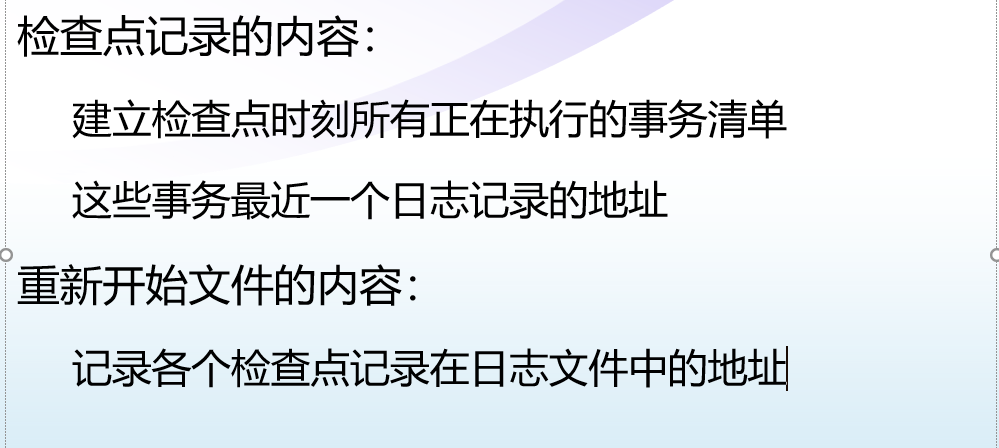 检查点记录的内容：
建立检查点时刻所有正在执行的事务清单
这些事务最近一个日志记录的地址
重新开始文件的内容：
记录各个检查点记录在日志文件中的地址